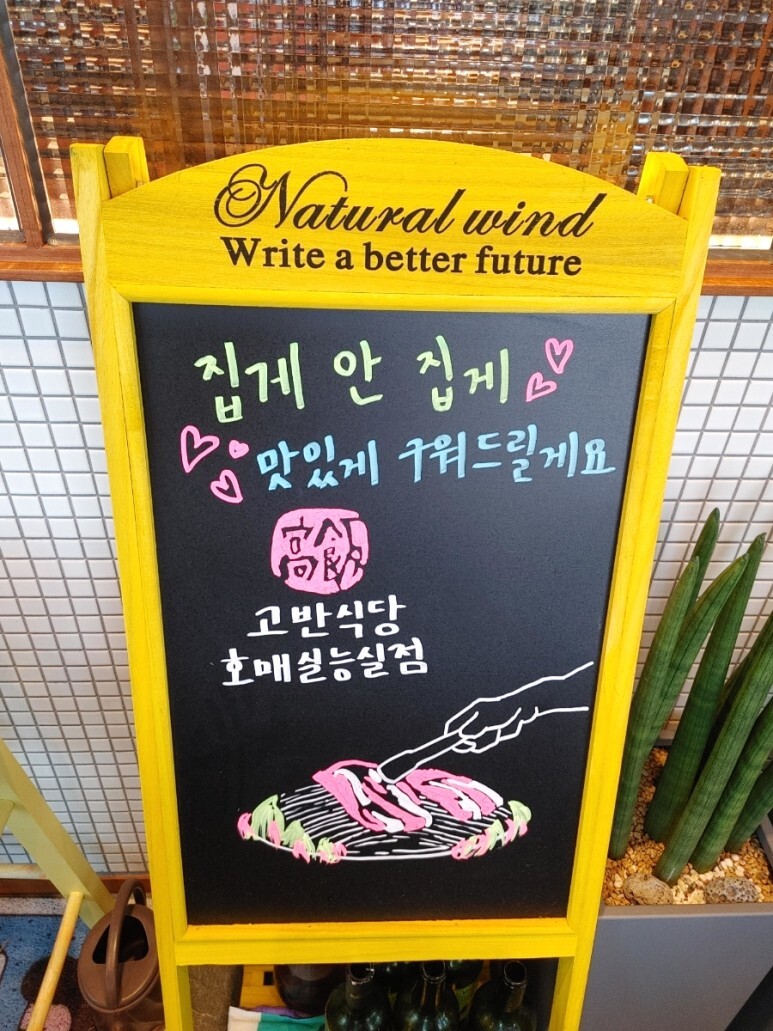 Natural wind
Write a better future
집게 안 집게
맛있게 구워드릴게요
高飯
고반식당
호매실능실점